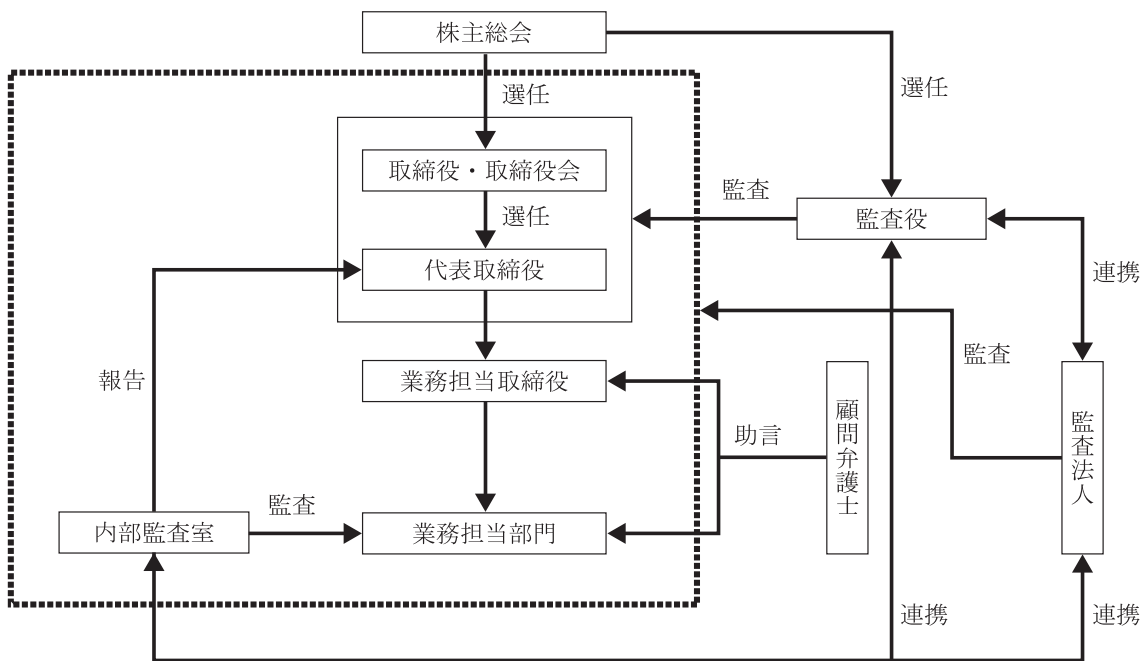 株主総会
選任
選任
取締役・取締役会
監査
監査役
選任
代表取締役
連携
監査
報告
業務担当取締役
顧問弁護士
監査法人
助言
監査
内部監査室
業務担当部門
連携
連携